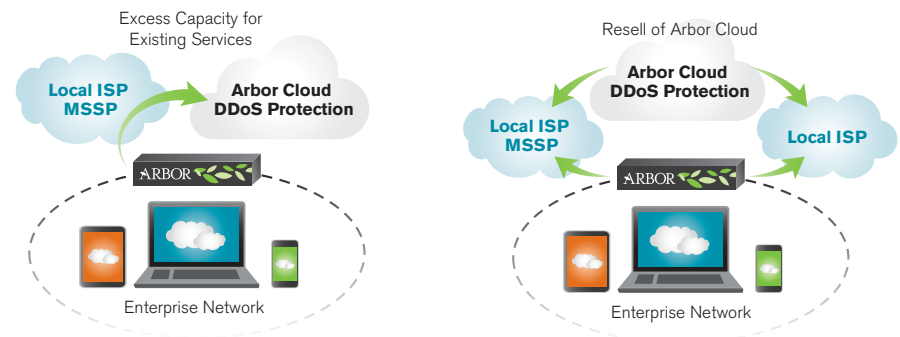 Excess Capacity for
Existing Services
Local ISP
MSSP
Arbor Cloud
DDoS Protection
ARBOR
Enterprise Network
Resell of Arbor Cloud
Arbor Cloud
DDoS Protection
Local ISP
MSSP
Local ISP
ARBOR
Enterprise Network